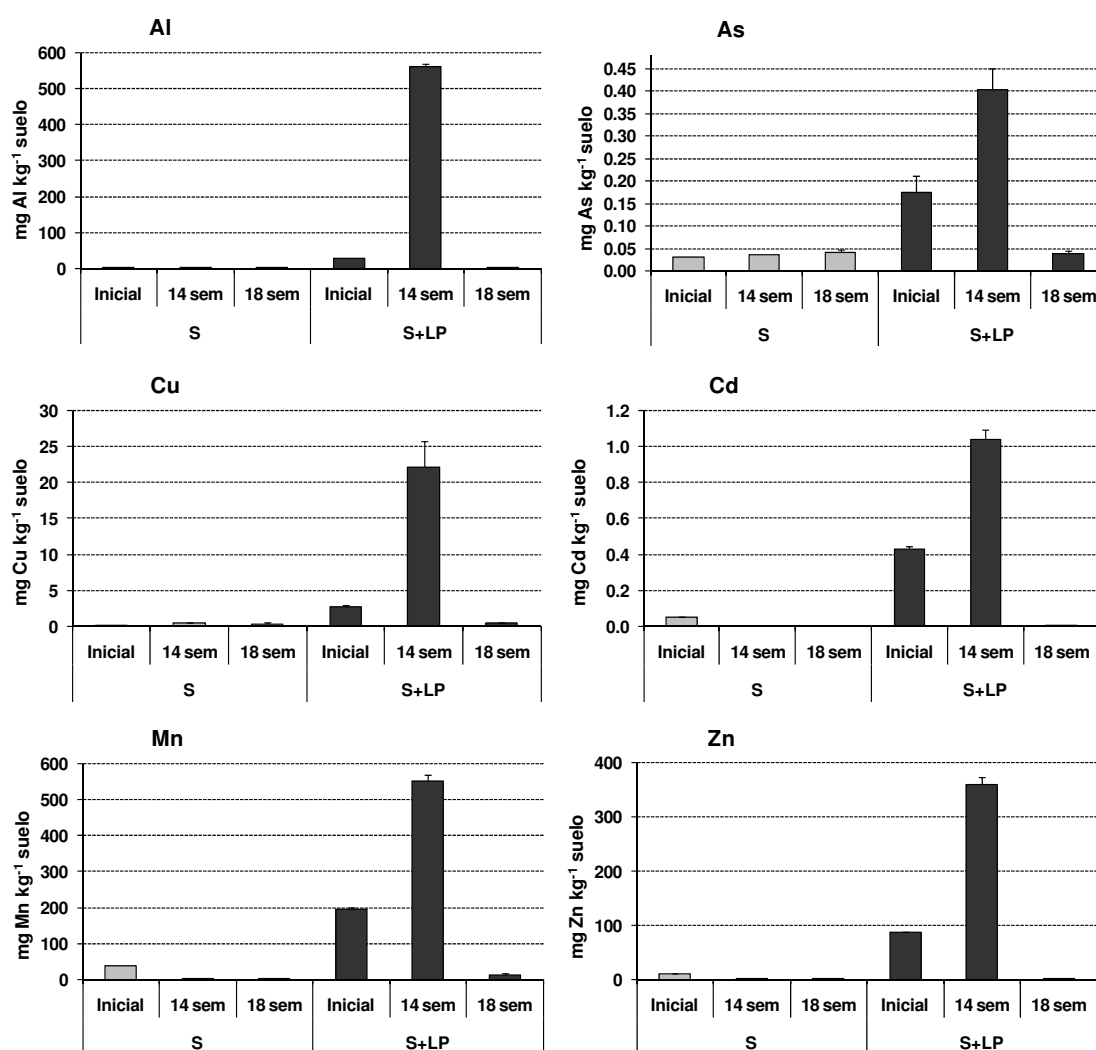 Al
mg Al kg⁻¹ suelo
600
500
400
300
200
100
0
Inicial 14 sem 18 sem Inicial 14 sem 18 sem
S S+LP
As
mg As kg⁻¹ suelo
0.45
0.40
0.35
0.30
0.25
0.20
0.15
0.10
0.05
0.00
Inicial 14 sem 18 sem Inicial 14 sem 18 sem
S S+LP
Cu
mg Cu kg⁻¹ suelo
30
25
20
15
10
5
0
Inicial 14 sem 18 sem Inicial 14 sem 18 sem
S S+LP
Cd
mg Cd kg⁻¹ suelo
1.2
1.0
0.8
0.6
0.4
0.2
0.0
Inicial 14 sem 18 sem Inicial 14 sem 18 sem
S S+LP
Mn
mg Mn kg⁻¹ suelo
600
500
400
300
200
100
0
Inicial 14 sem 18 sem Inicial 14 sem 18 sem
S S+LP
Zn
mg Zn kg⁻¹ suelo
400
300
200
100
0
Inicial 14 sem 18 sem Inicial 14 sem 18 sem
S S+LP